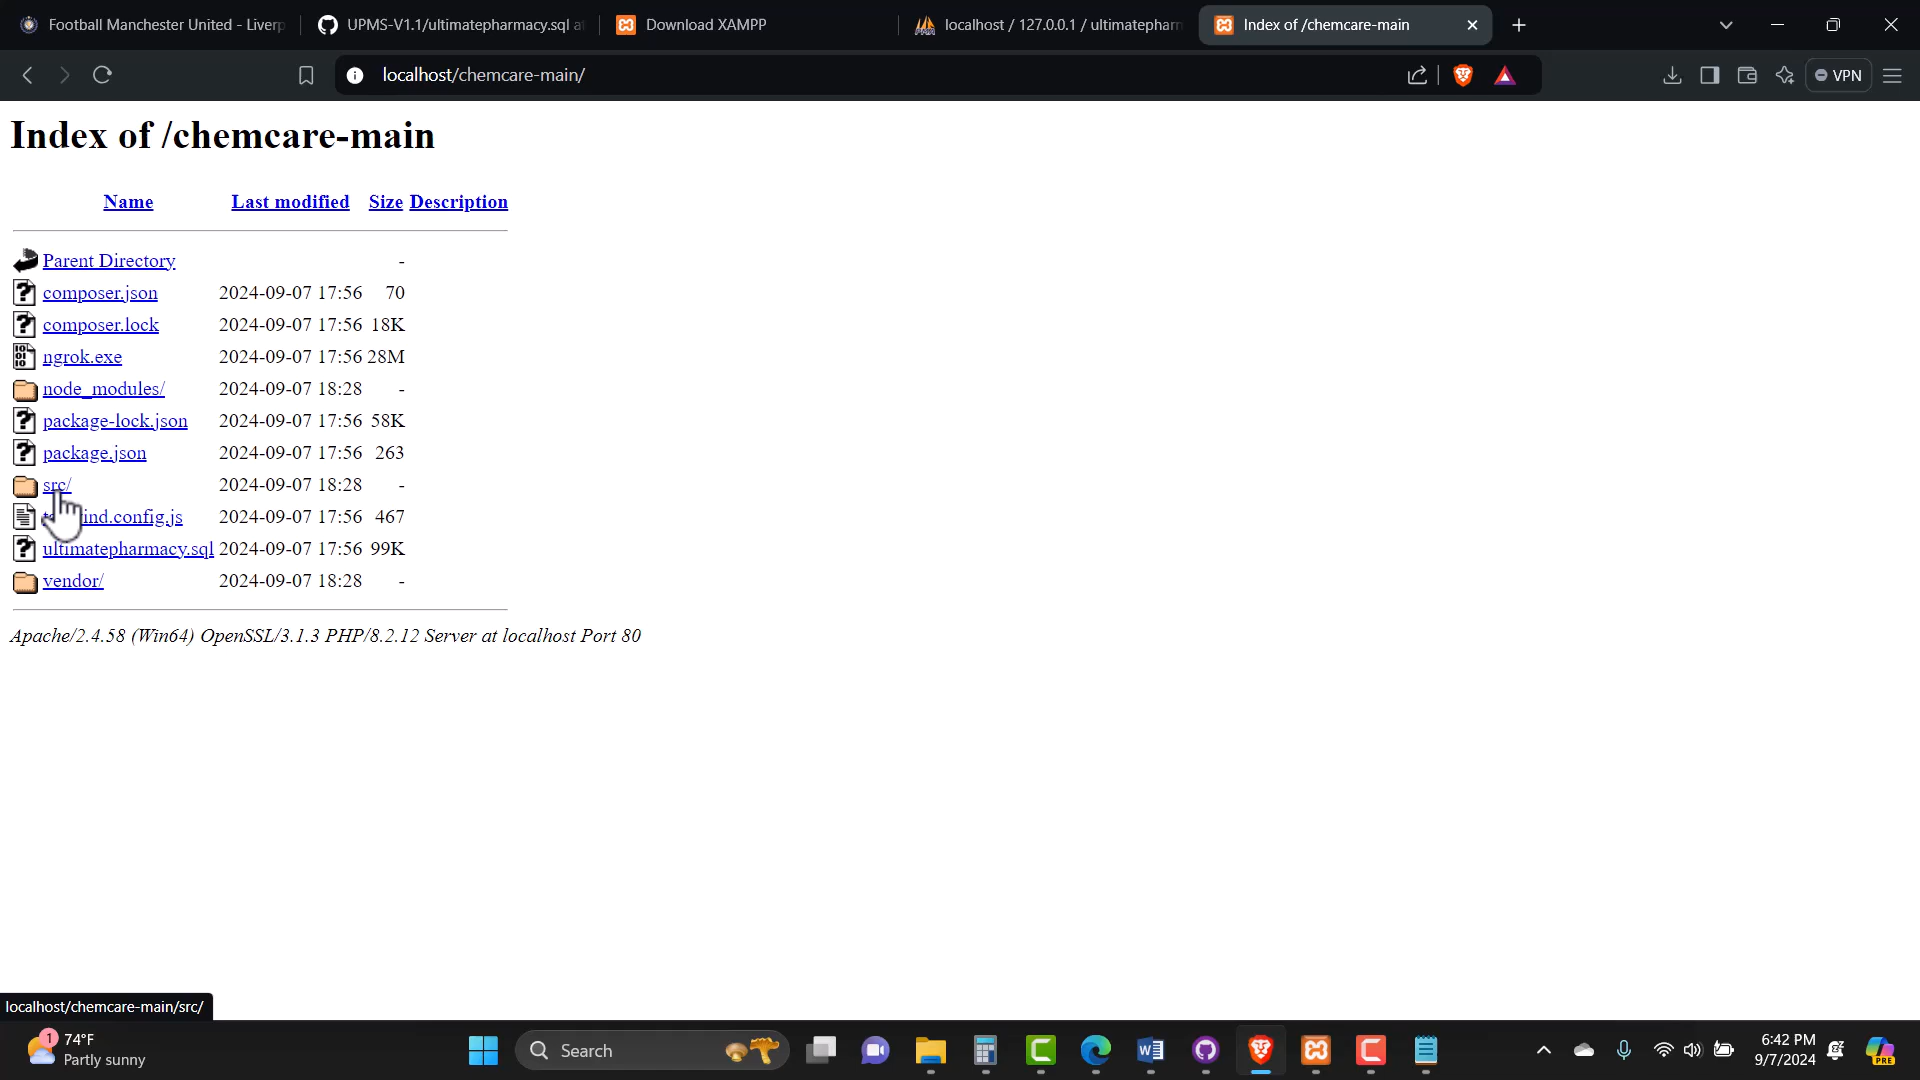 Football Manchester United - Liverp
UPMS-V1.1/ultimatepharmacy.sql at
Download XAMPP
localhost / 127.0.0.1 / ultimatepharm
Index of /chemcare-main
localhost/chemcare-main/
VPN
Index of /chemcare-main
Name Last modified Size Description
Parent Directory -
composer.json 2024-09-07 17:56 70
composer.lock 2024-09-07 17:56 18K
ngrok.exe 2024-09-07 17:56 28M
node_modules/ 2024-09-07 18:28 -
package-lock.json 2024-09-07 17:56 58K
package.json 2024-09-07 17:56 263
src/ 2024-09-07 18:28 -
ind.config.js 2024-09-07 17:56 467
ultimatepharmacy.sql 2024-09-07 17:56 99K
vendor/ 2024-09-07 18:28 -
Apache/2.4.58 (Win64) OpenSSL/3.1.3 PHP/8.2.12 Server at localhost Port 80
localhost/chemcare-main/src/
1
74°F
Partly sunny
Search
6:42 PM
9/7/2024
PRE